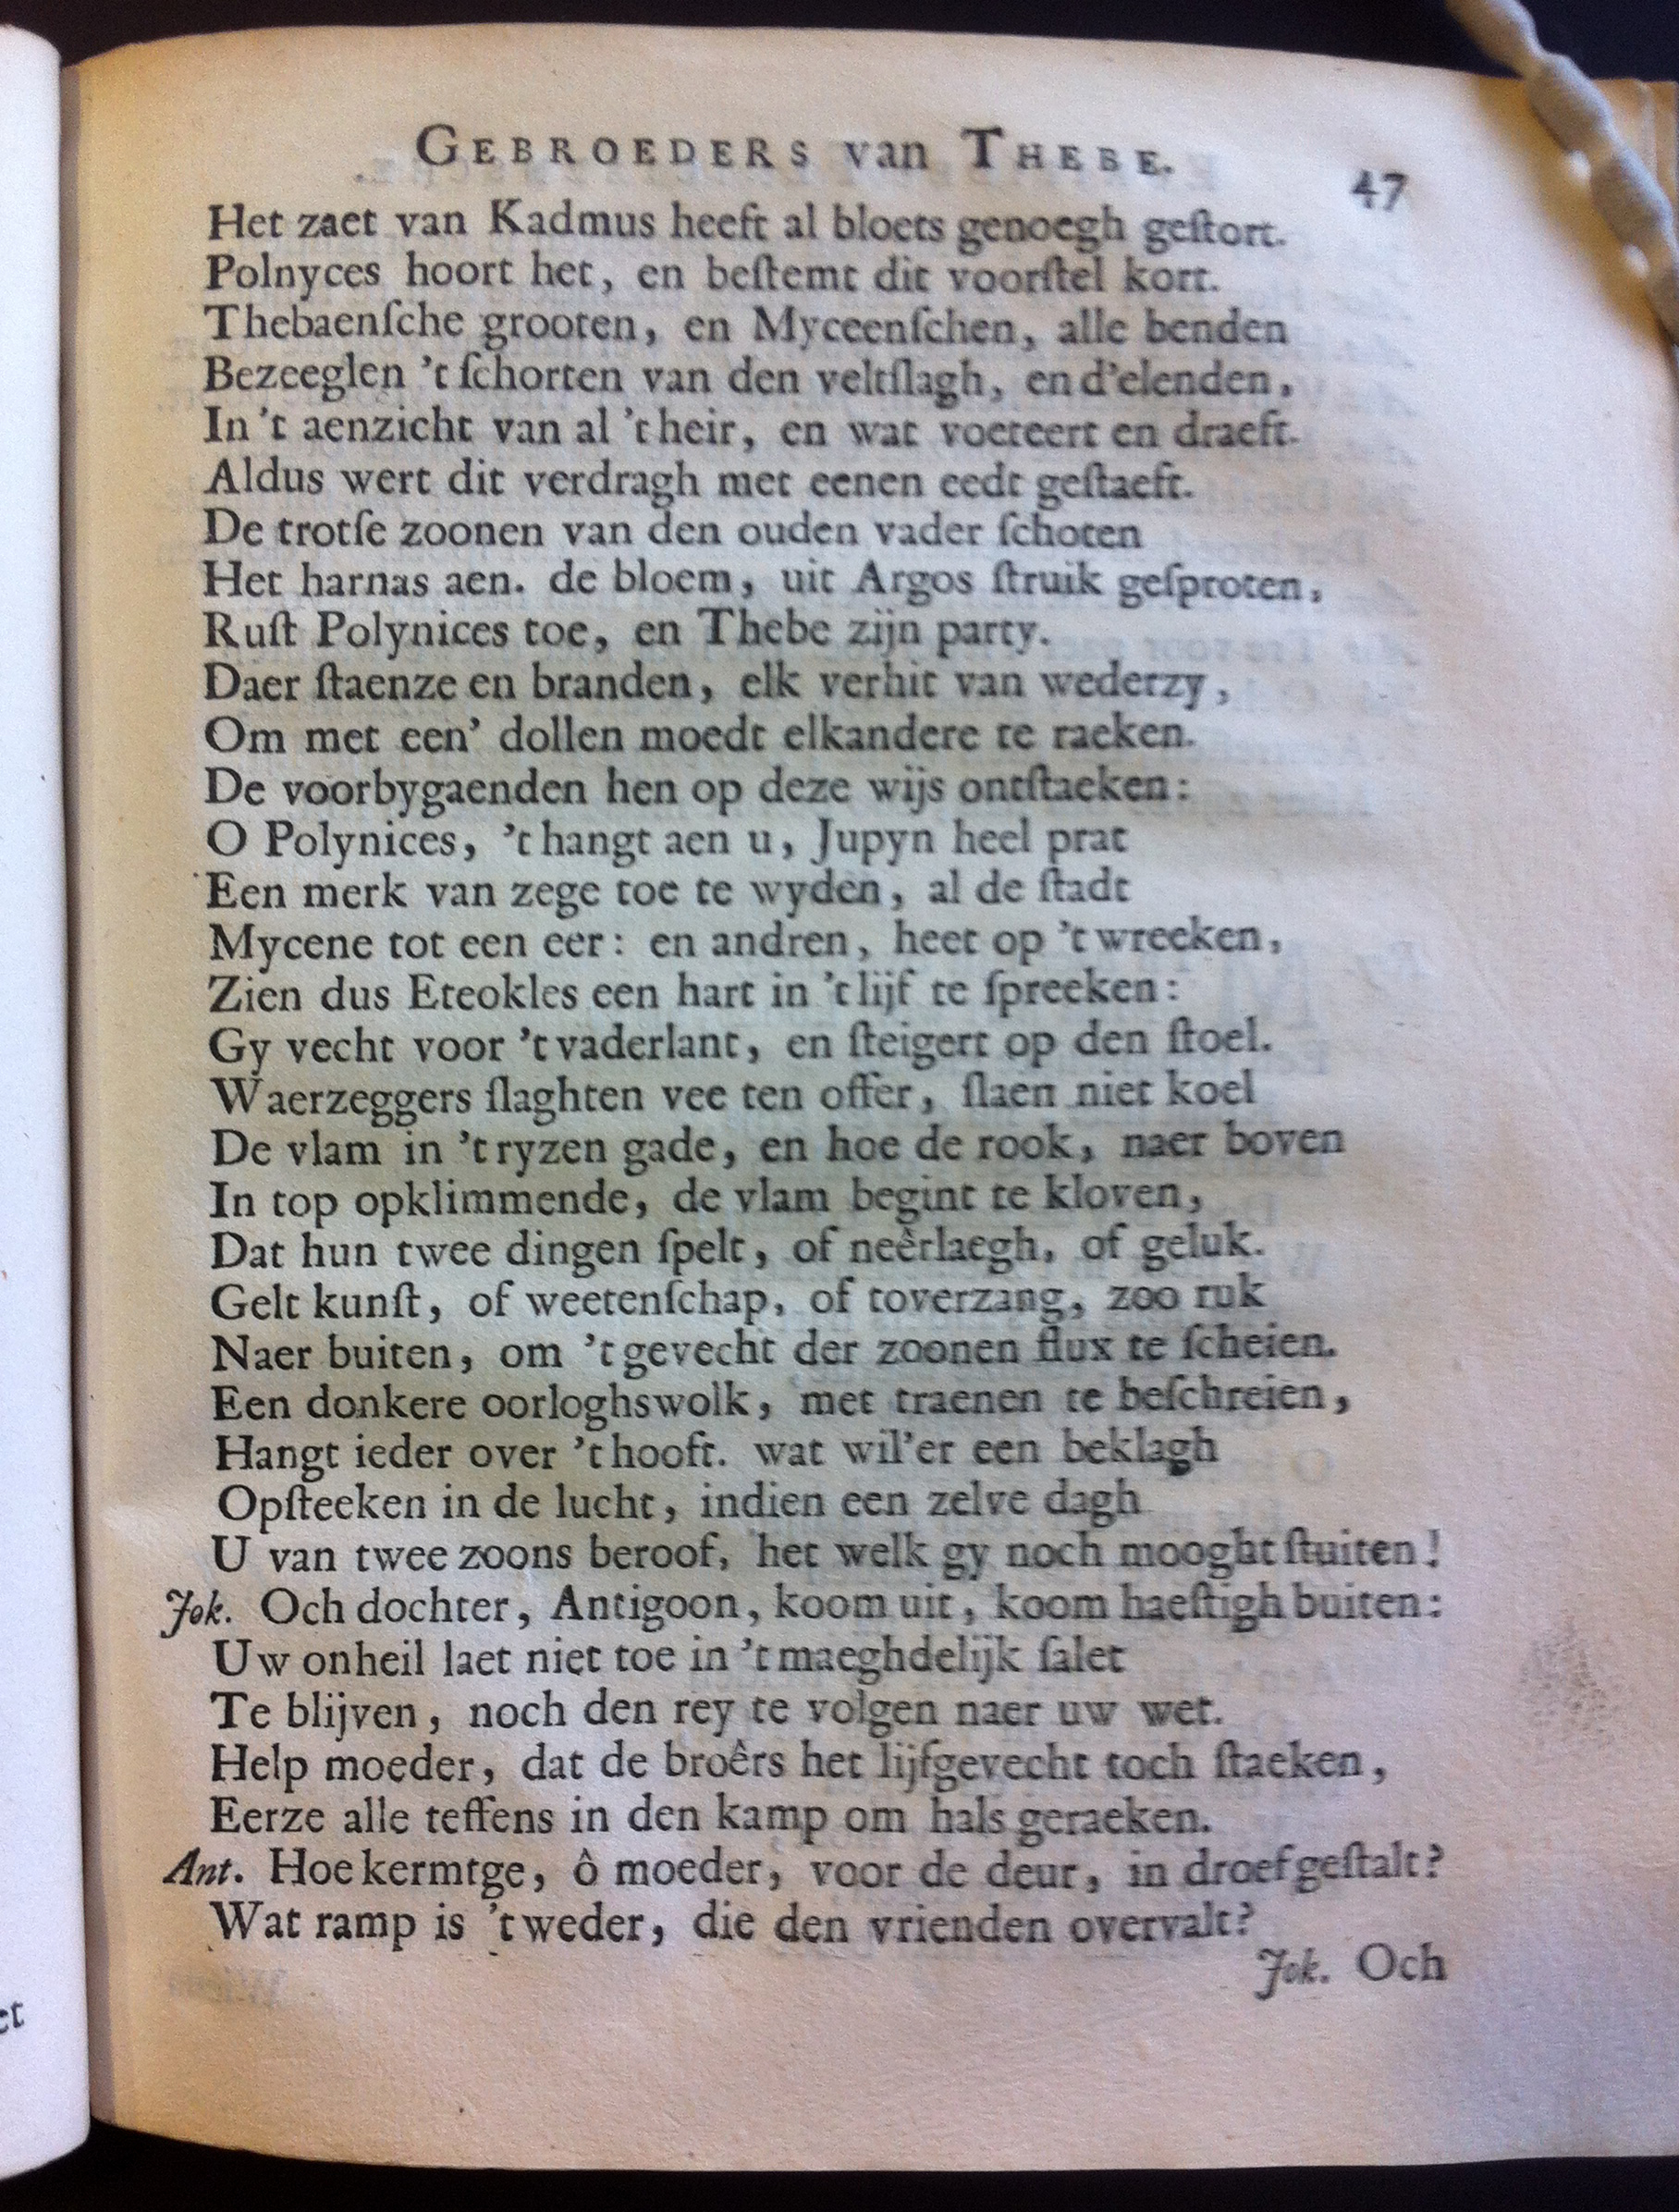 GEBROEDERS van THEBE.
47
Het zaet van Kadmus heeft al bloets genoegh geſtort.
Polnyces hoort het, en beſtemt dit voorſtel kort.
Thebaenſche grooten, en Myceenſchen, alle benden
Bezeeglen 't ſchorten van den veltſlagh, en d'elenden,
In 't aenzicht van al 't heir, en wat voeteert en draeft.
Aldus wert dit verdragh met eenen eedt geſtaeft.
De trotſe zoonen van den ouden vader ſchoten
Het harnas aen. de bloem, uit Argos ſtruik geſproten,
Ruſt Polynices toe, en Thebe zijn party.
Daer ſtaenze en branden, elk verhit van wederzy,
Om met een' dollen moedt elkandere te raeken.
De voorbygaenden hen op deze wijs ontſtaeken:
O Polynices, 't hangt aen u, Jupyn heel prat
Een merk van zege toe te wyden, al de ſtadt
Mycene tot een eer: en andren, heet op 't wreeken,
Zien dus Eteokles een hart in 't lijf te ſpreeken:
Gy vecht voor 't vaderlant, en ſteigert op den ſtoel.
Waerzeggers ſlaghten vee ten offer, ſlaen niet koel
De vlam in 't ryzen gade, en hoe de rook, naer boven
In top opklimmende, de vlam begint te kloven,
Dat hun twee dingen ſpelt, of neêrlaegh, of geluk.
Gelt kunſt, of weetenſchap, of toverzang, zoo ruk
Naer buiten, om 't gevecht der zoonen flux te ſcheien.
Een donkere oorloghswolk, met traenen te beſchreien,
Hangt ieder over 't hooft. wat wil'er een beklagh
Opſteeken in de lucht, indien een zelve dagh
U van twee zoons beroof, het welk gy noch mooght ſtuiten!
Jok. Och dochter, Antigoon, koom uit, koom haeſtigh buiten:
Uw onheil laet niet toe in 't maeghdelijk ſalet
Te blijven, noch den rey te volgen naer uw wet.
Help moeder, dat de broêrs het lijfgevecht toch ſtaeken,
Eerze alle teffens in den kamp om hals geraeken.
Ant. Hoe kermtge, ô moeder, voor de deur, in droef geſtalt?
Wat ramp is 't weder, die den vrienden overvalt?
Jok. Och
et